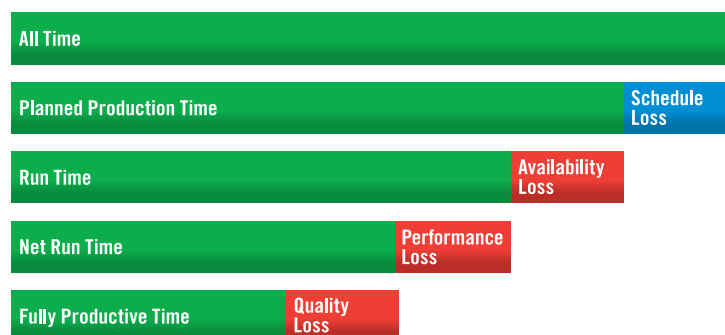 All Time
Planned Production Time
Schedule
Loss
Run Time
Availability
Loss
Net Run Time
Performance
Loss
Fully Productive Time
Quality
Loss